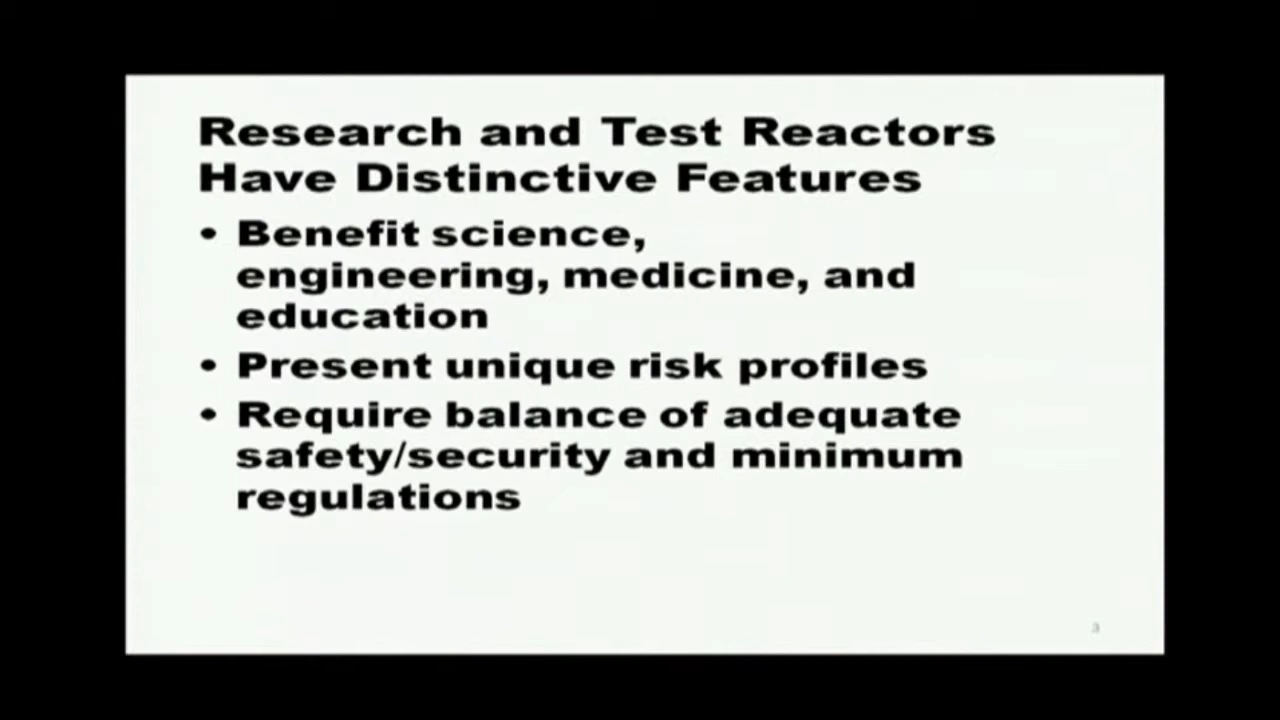 Research and Test Reactors
Have Distinctive Features
• Benefit science,
engineering, medicine, and
education
• Present unique risk profiles
• Require balance of adequate
safety/security and minimum
regulations
3